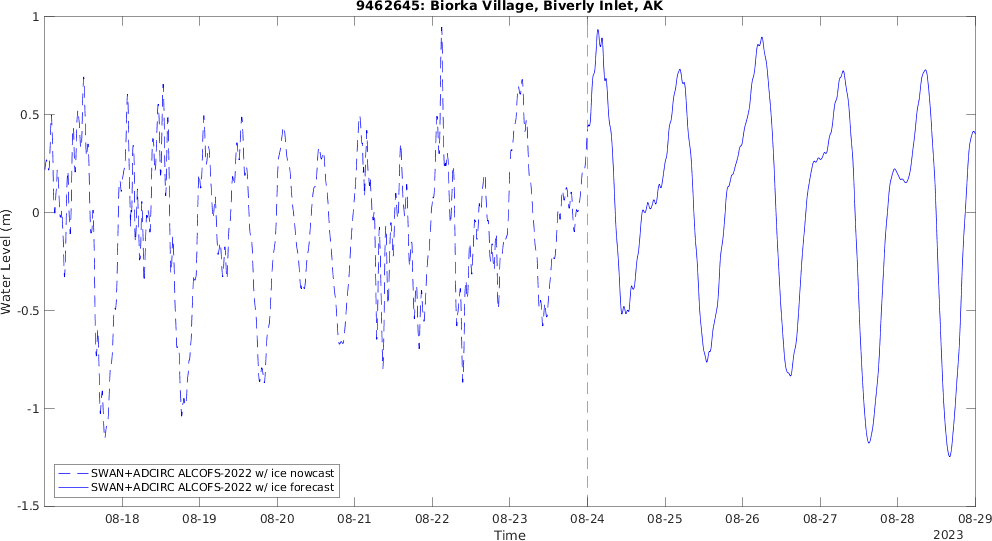 9462645: Biorka Village, Biverly Inlet, AK
1
0.5
0
-0.5
-1
-1.5
Water Level (m)
SWAN+ADCIRC ALCOFS-2022 w/ ice nowcast
SWAN+ADCIRC ALCOFS-2022 w/ ice forecast
08-18 08-19 08-20 08-21 08-22 08-23 08-24 08-25 08-26 08-27 08-28 08-29
Time
2023